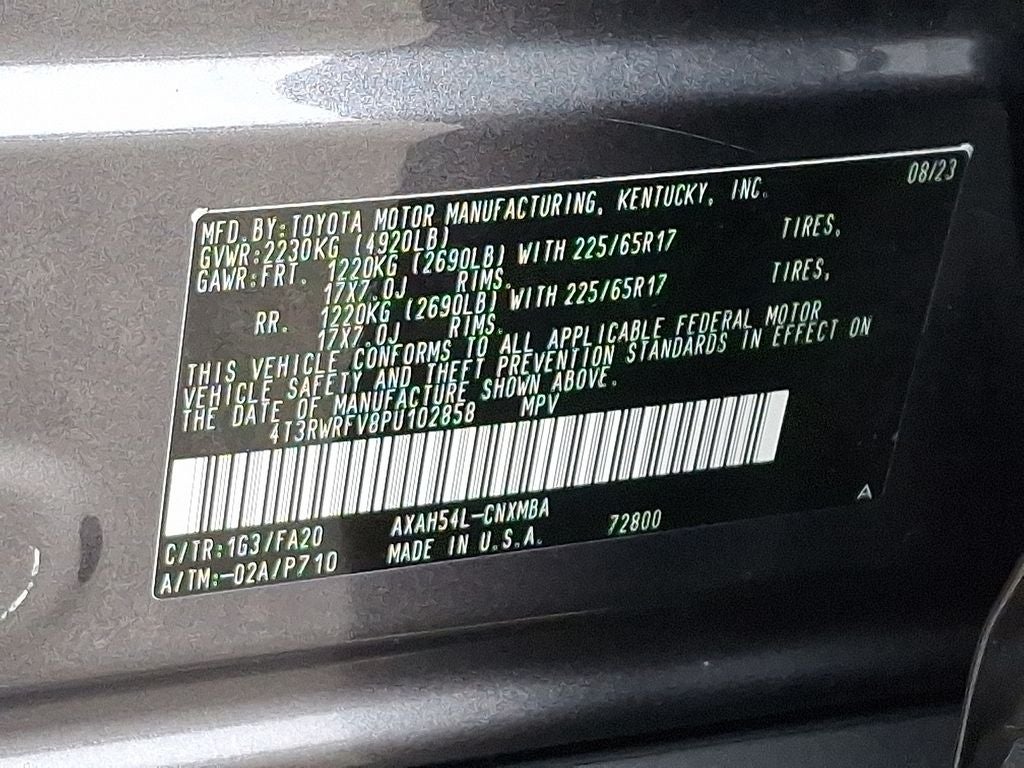 08/23
MFD.BY:TOYOTA MOTOR MANUFACTURING, KENTUCKY, INC.
GVWR:2230KG (4920LB)
GAWR:FRT. 1220KG (2690LB) WITH 225/65R17 TIRES,
17X7.0J RIMS.
RR. 1220KG (2690LB) WITH 225/65R17 TIRES,
17X7.0J RIMS.
THIS VEHICLE CONFORMS TO ALL APPLICABLE FEDERAL MOTOR
VEHICLE SAFETY AND THEFT PREVENTION STANDARDS IN EFFECT ON
THE DATE OF MANUFACTURE SHOWN ABOVE.
4T3RWRFV8PU102858 MPV
A
C/TR:1G3/FA20 AXAH54L-CNXMBA 72800
A/TM:-02A/P710 MADE IN U.S.A.